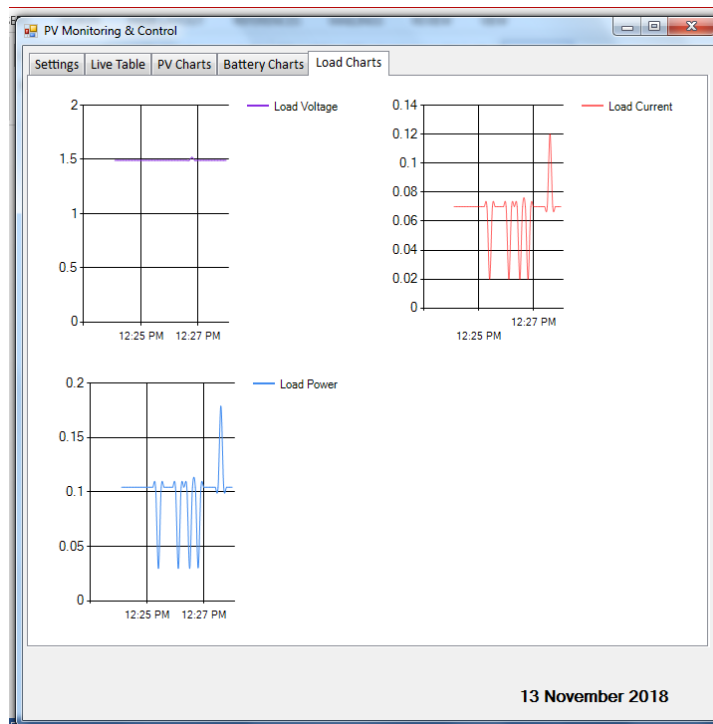 PV Monitoring & Control
Settings Live Table PV Charts Battery Charts Load Charts
2
1.5
1
0.5
0
12:25 PM 12:27 PM
Load Voltage
0.14
0.12
0.1
0.08
0.06
0.04
0.02
0
12:27 PM
12:25 PM
Load Current
0.2
0.15
0.1
0.05
0
12:25 PM 12:27 PM
Load Power
13 November 2018